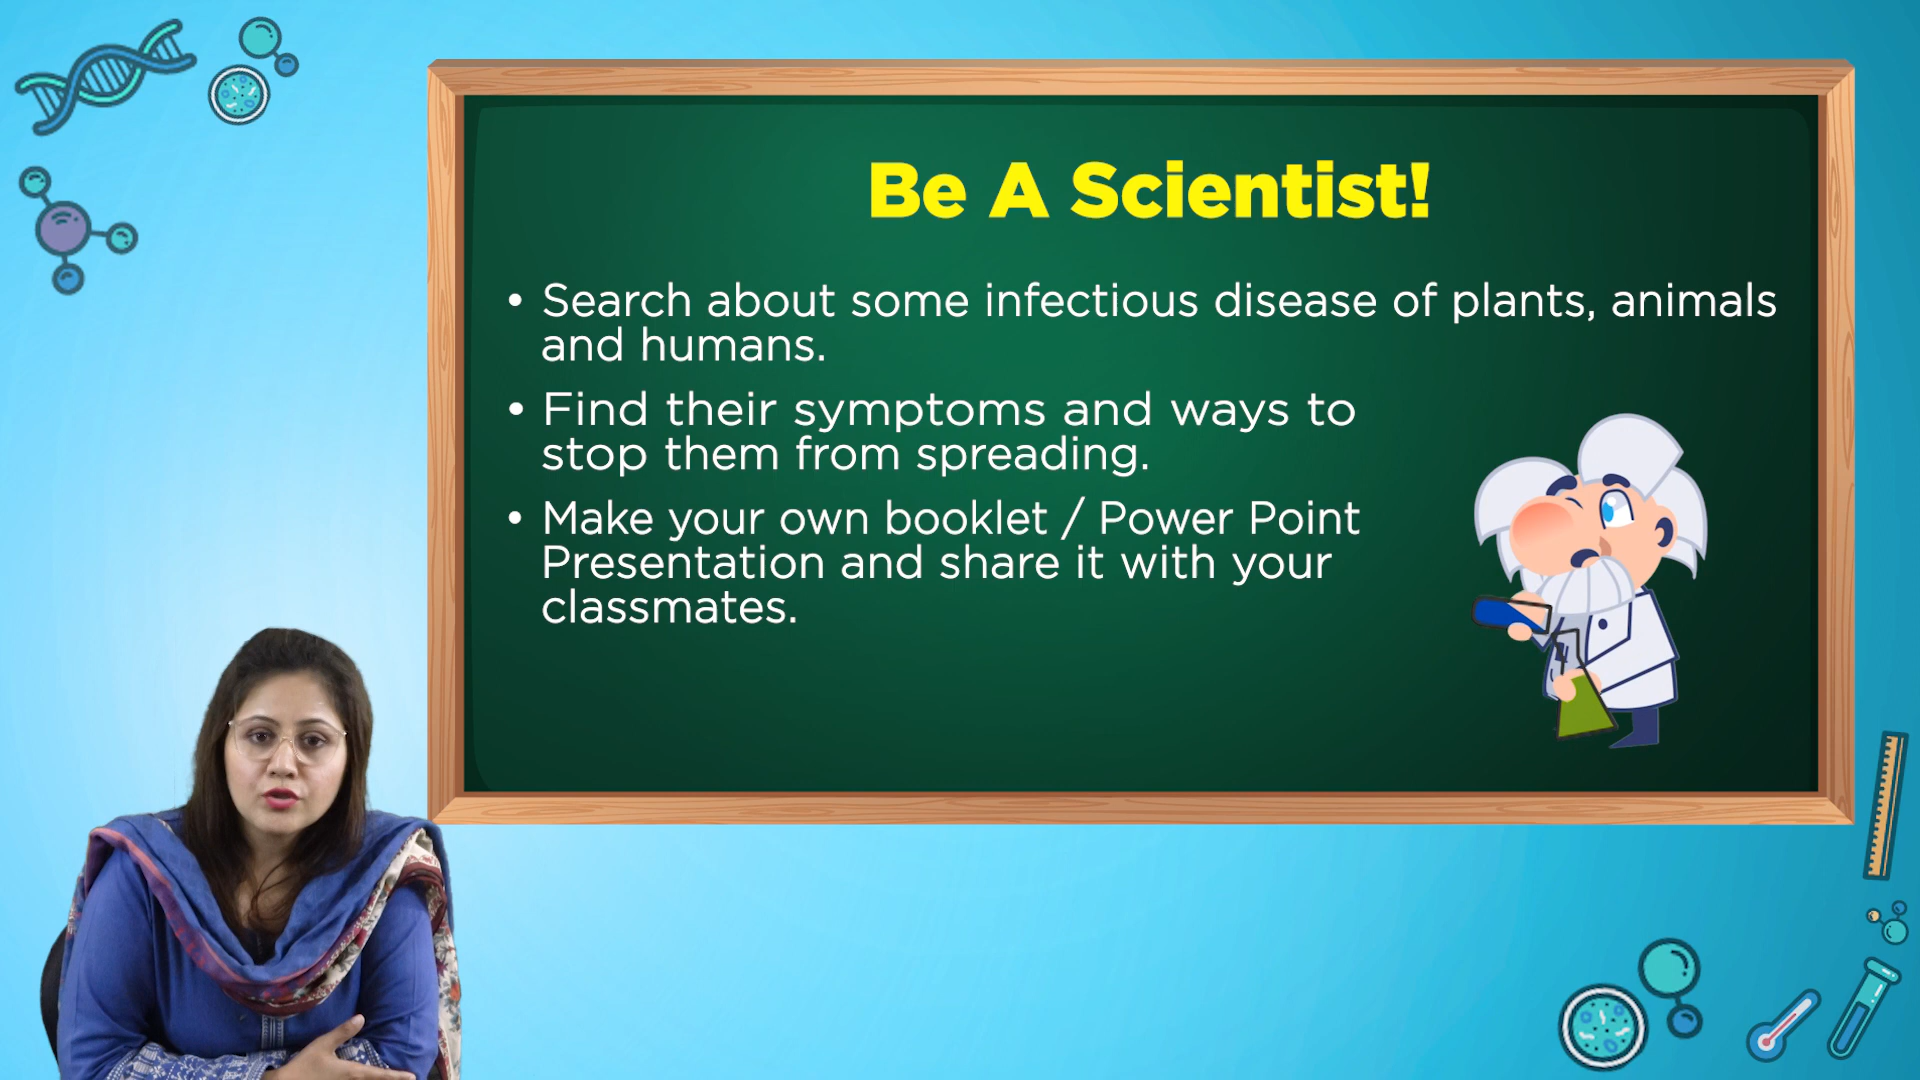 Be A Scientist!
• Search about some infectious disease of plants, animals
and humans.
• Find their symptoms and ways to
stop them from spreading.
• Make your own booklet / Power Point
Presentation and share it with your
classmates.